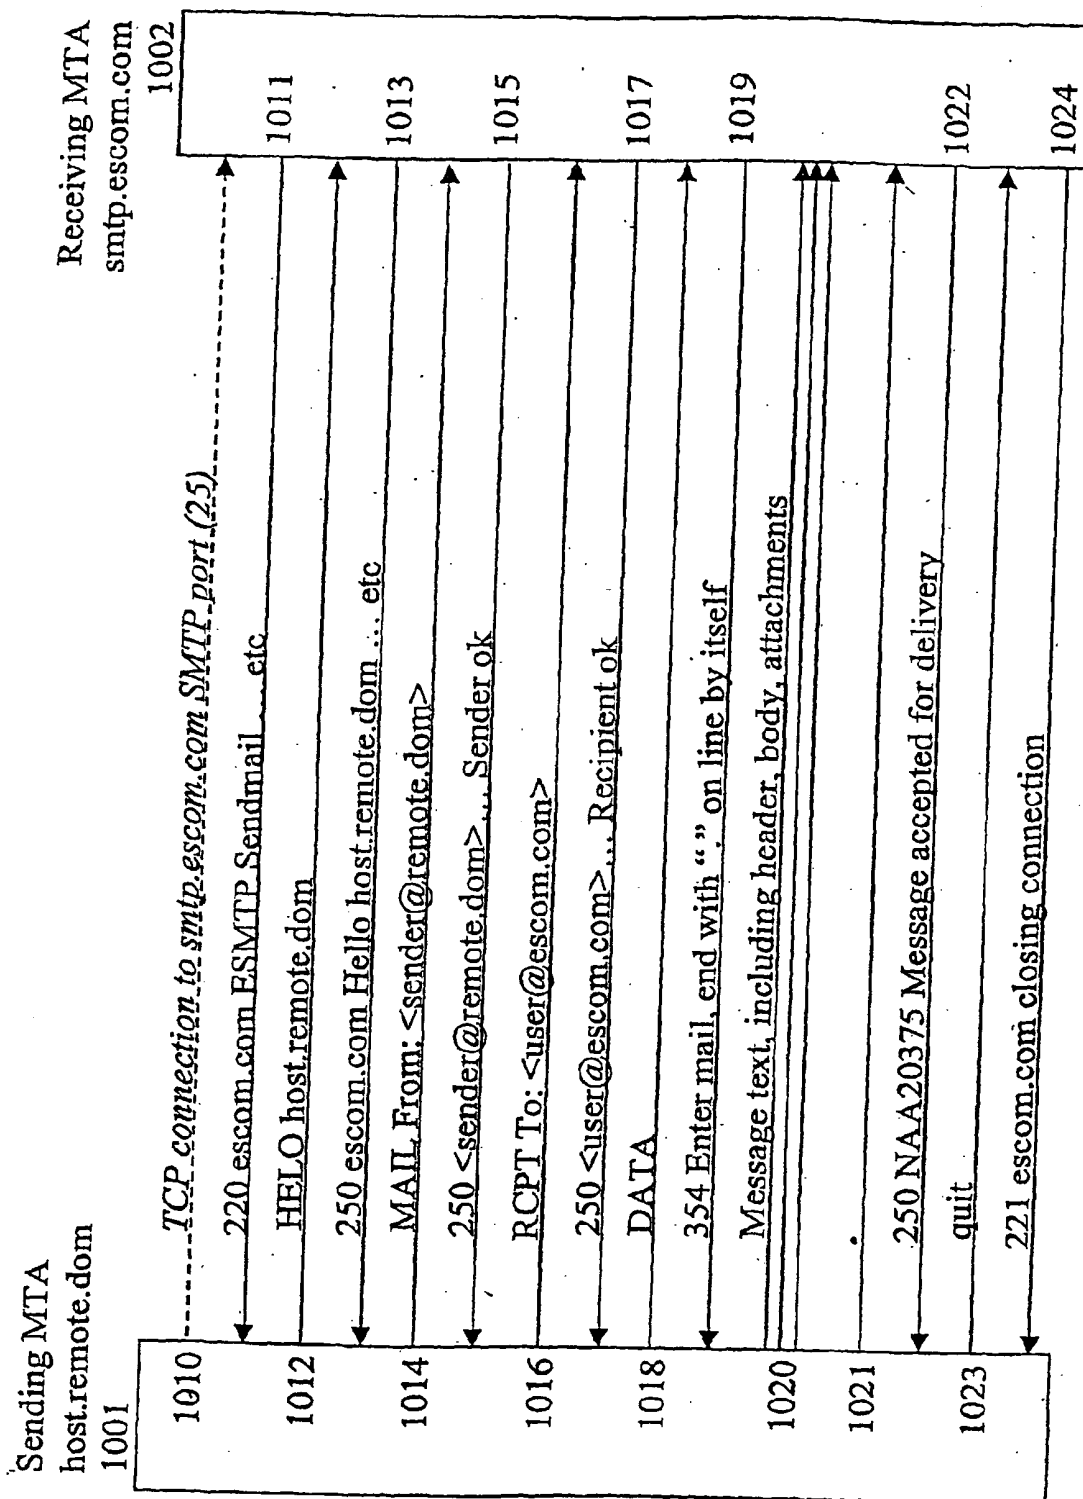 Sending MTA
host.remote.dom
1001
Receiving MTA
smtp.escom.com
1002
1010
TCP connection to smtp.escom.com SMTP port (25)
220 escom.com ESMTP Sendmail ... etc
1011
1012
HELO host.remote.dom
250 escom.com Hello host.remote.dom ... etc
1013
1014
MAIL From: <sender@remote.dom>
250 <sender@remote.dom> ... Sender ok
1015
1016
RCPT To: <user@escom.com>
250 <user@escom.com> ... Recipient ok
1017
1018
DATA
354 Enter mail, end with “.” on line by itself
1019
1020
Message text, including header, body, attachments
1021
.
250 NAA20375 Message accepted for delivery
1022
1023
quit
221 escom.com closing connection
1024